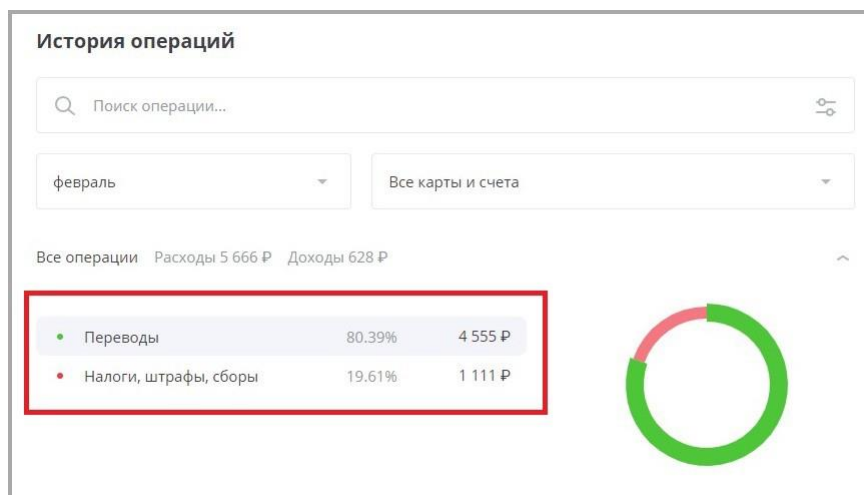 История операций
Поиск операции...
февраль Все карты и счета
Все операции Расходы 5 666 ₽ Доходы 628 ₽
Переводы 80.39% 4 555 ₽
Налоги, штрафы, сборы 19.61% 1 111 ₽